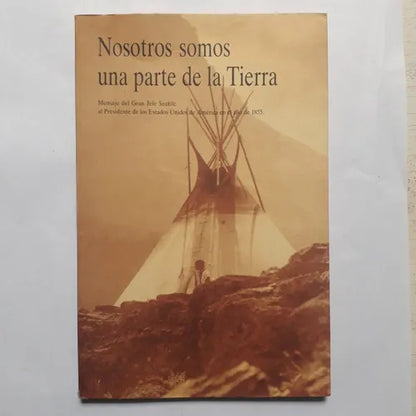 Nosotros somos
una parte de la Tierra
Mensaje del Gran Jefe Seattle
al Presidente de los Estados Unidos de América en el año de 1855